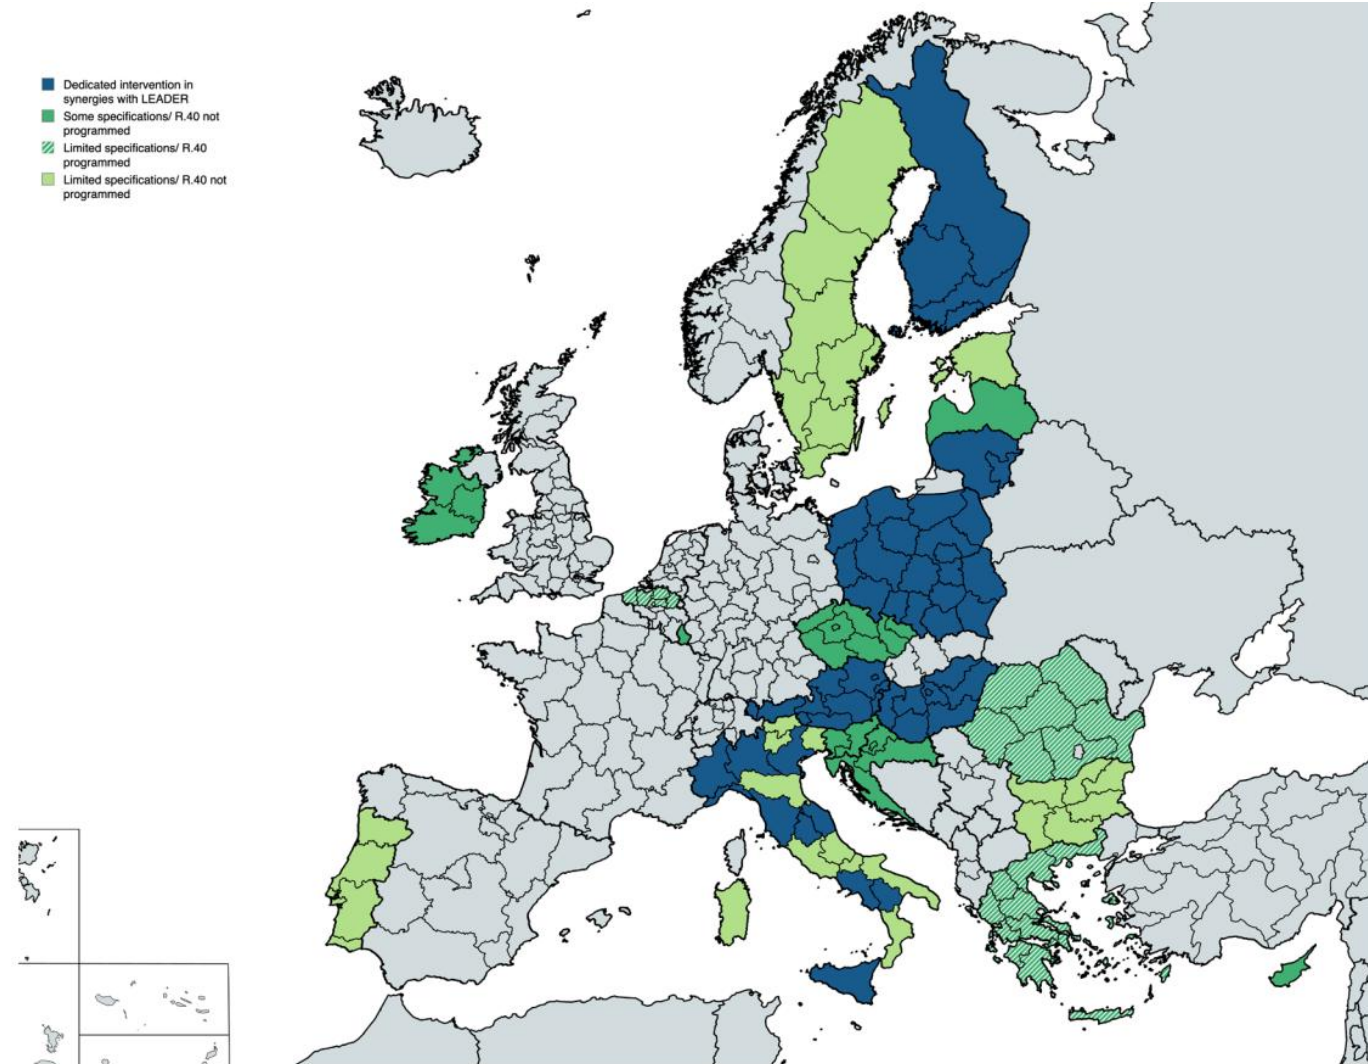 Dedicated intervention in
synergies with LEADER
Some specifications/ R.40 not
programmed
Limited specifications/ R.40
programmed
Limited specifications/ R.40 not
programmed